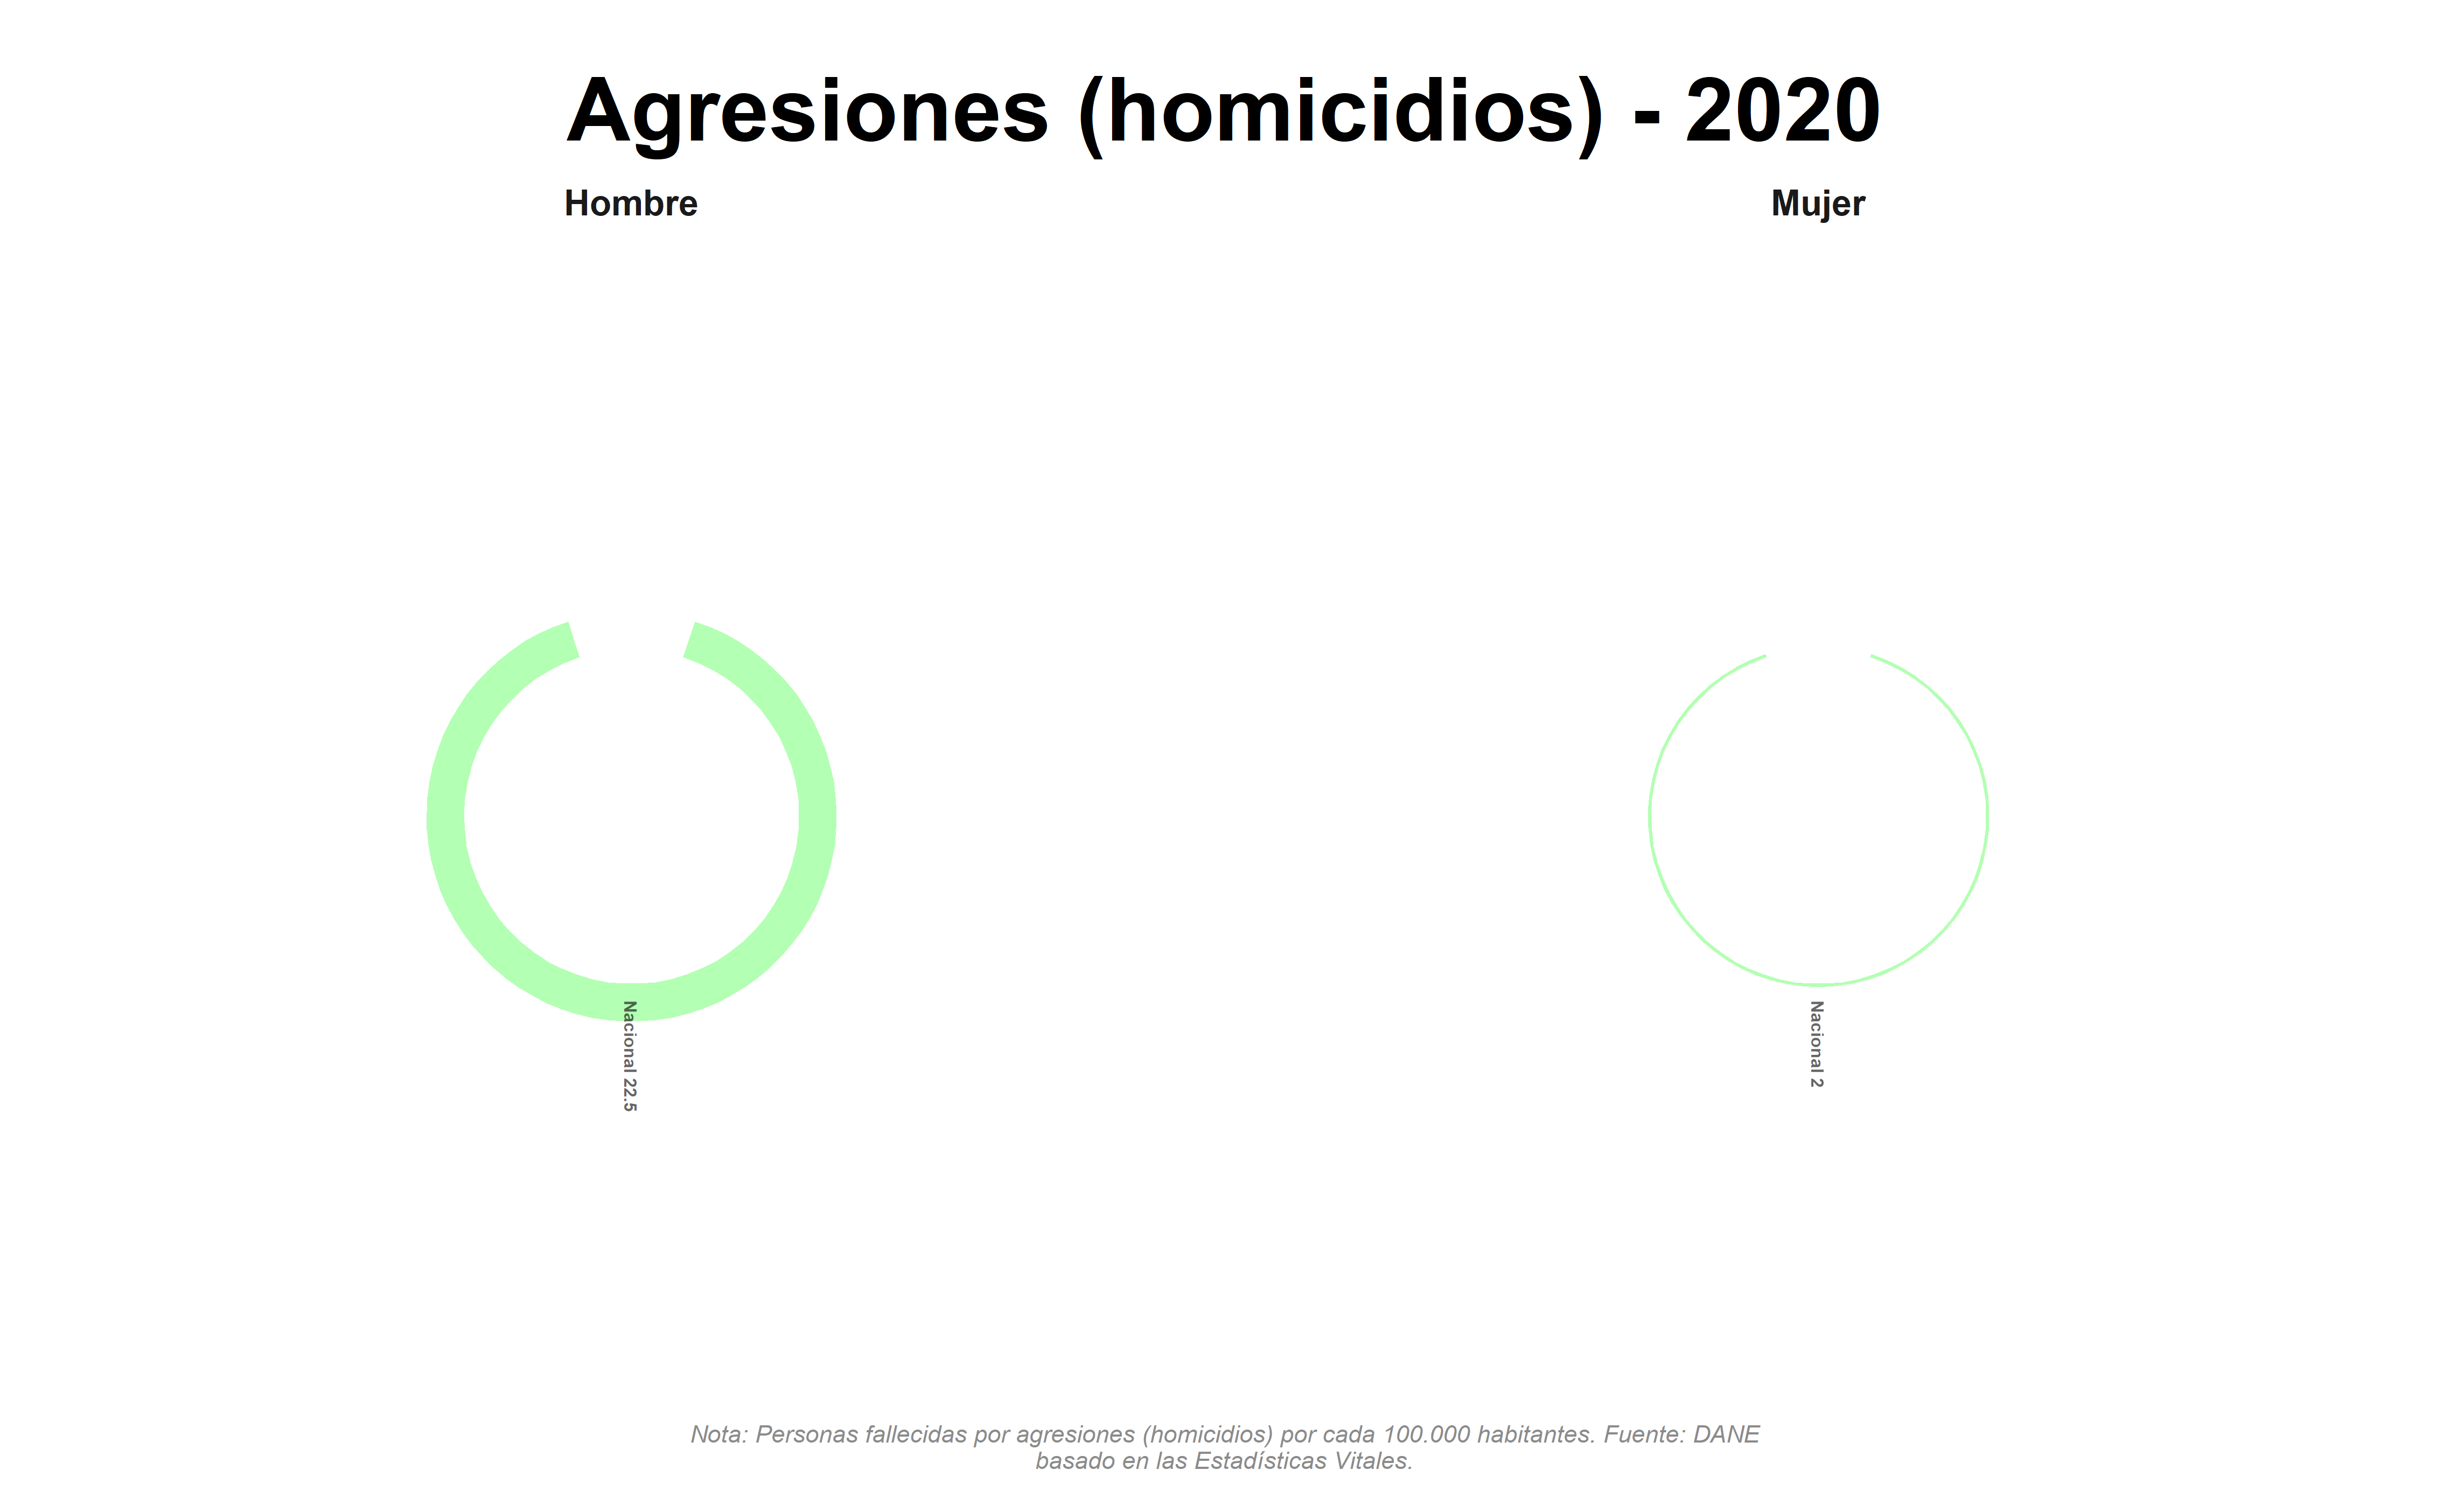 Agresiones (homicidios) - 2020
Hombre
Mujer
Nacional 22.5
Nacional 2
Nota: Personas fallecidas por agresiones (homicidios) por cada 100.000 habitantes. Fuente: DANE
basado en las Estadísticas Vitales.